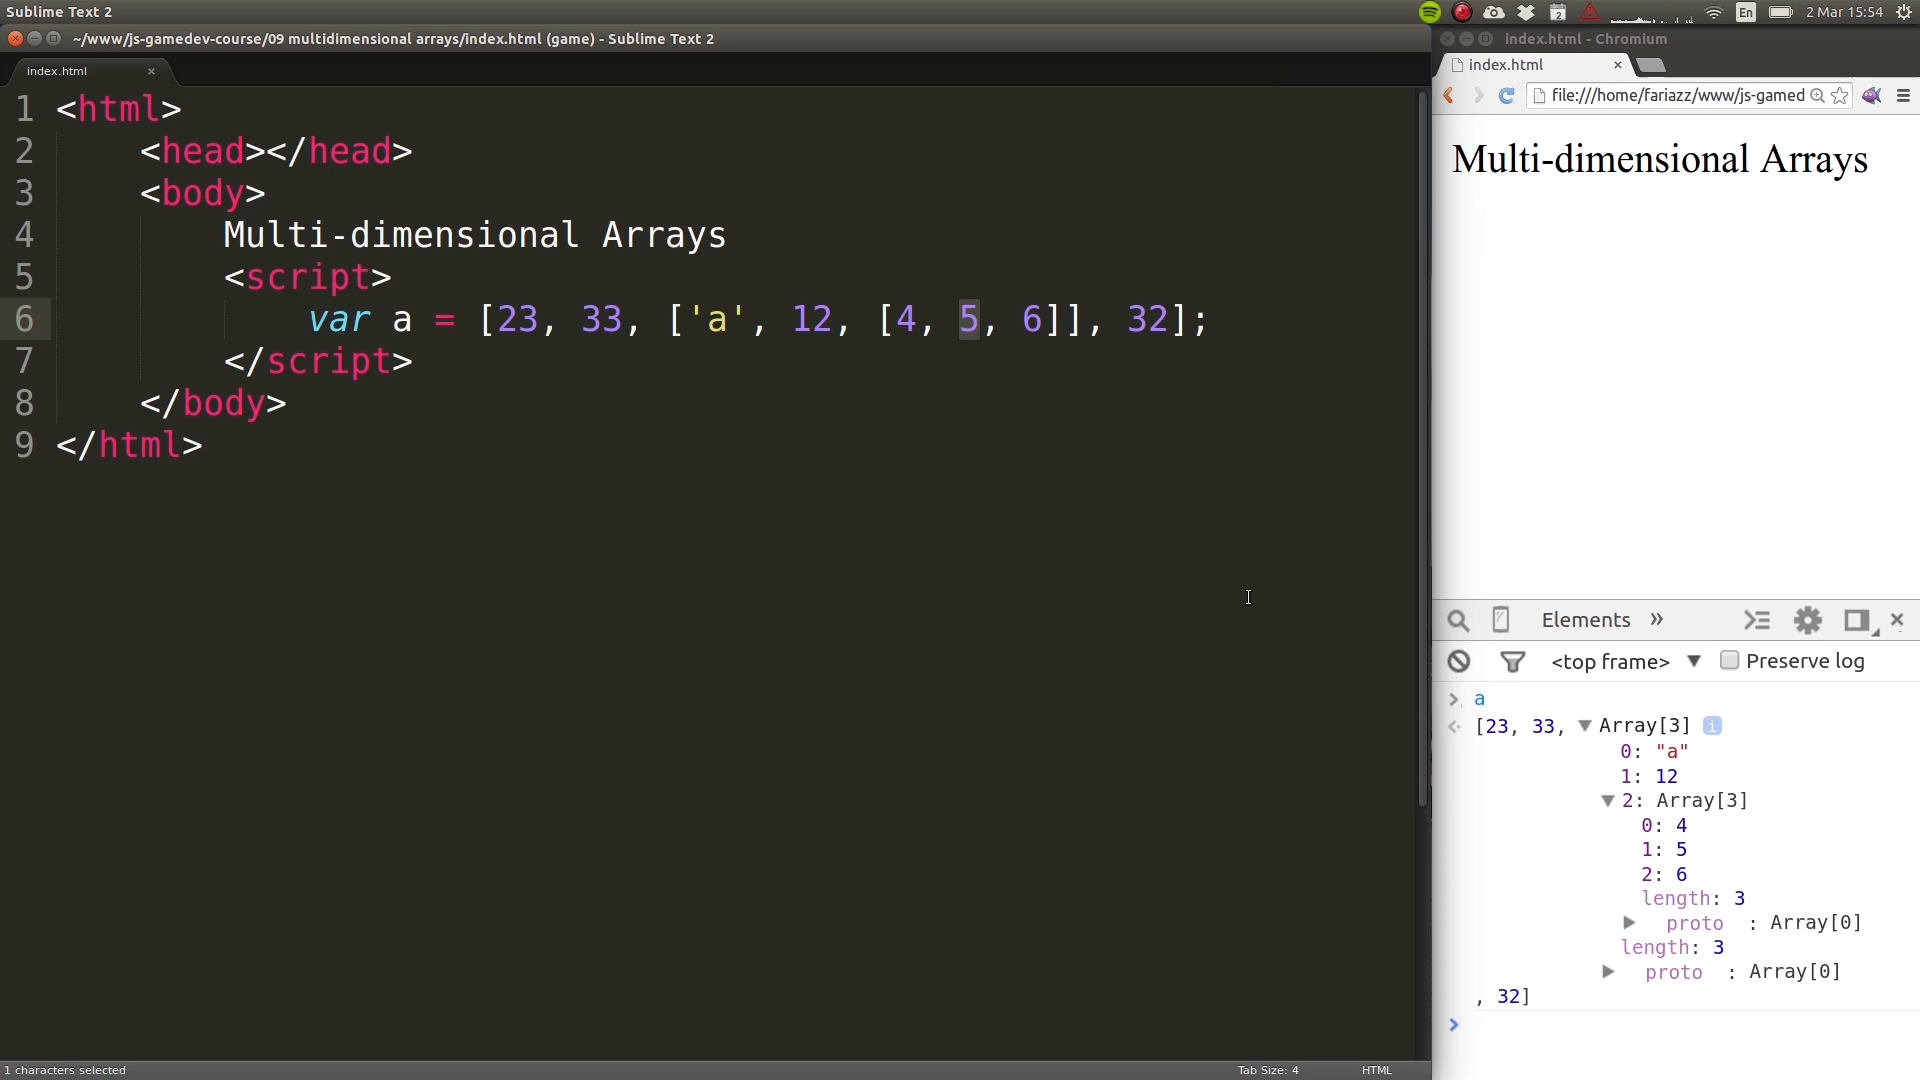 Sublime Text 2
2
En
2 Mar 15:54
~/www/js-gamedev-course/09 multidimensional arrays/index.html (game) - Sublime Text 2
index.html
1 <html>
2 <head></head>
3 <body>
4 Multi-dimensional Arrays
5 <script>
6 var a = [23, 33, ['a', 12, [4, 5, 6]], 32];
7 </script>
8 </body>
9 </html>
1 characters selected
Tab Size: 4
HTML
index.html - Chromium
index.html
file:///home/fariazz/www/js-gamed
Multi-dimensional Arrays
Elements »
<top frame> ▼ Preserve log
> a
[23, 33, ▼ Array[3] i
0: "a"
1: 12
▼ 2: Array[3]
0: 4
1: 5
2: 6
length: 3
▶ proto : Array[0]
length: 3
▶ proto : Array[0]
, 32]
>